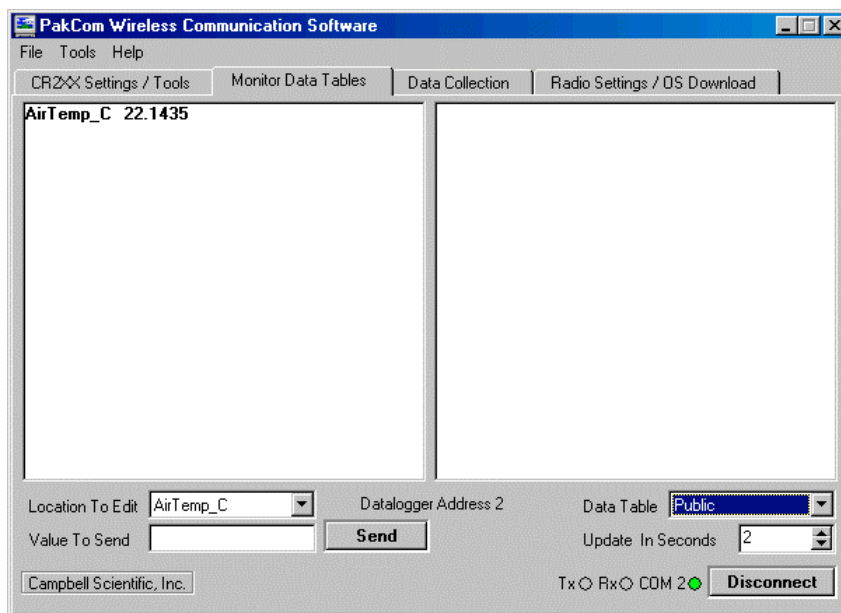 PakCom Wireless Communication Software
File Tools Help
CR2XX Settings / Tools Monitor Data Tables Data Collection Radio Settings / OS Download
AirTemp_C 22.1435
Location To Edit AirTemp_C Datalogger Address 2 Data Table Public
Value To Send Send Update In Seconds 2
Campbell Scientific, Inc. Tx Rx COM 2 Disconnect